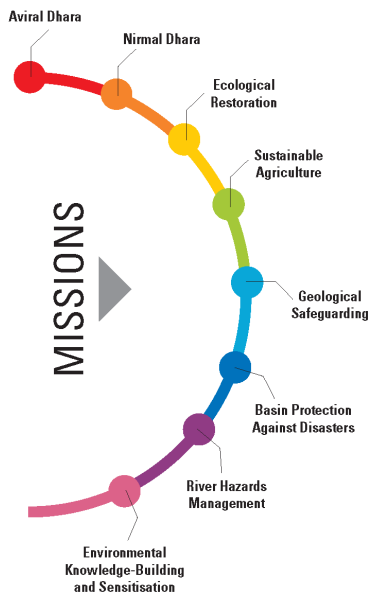 Aviral Dhara
Nirmal Dhara
Ecological
Restoration
Sustainable
Agriculture
MISSIONS
Geological
Safeguarding
Basin Protection
Against Disasters
River Hazards
Management
Environmental
Knowledge-Building
and Sensitisation